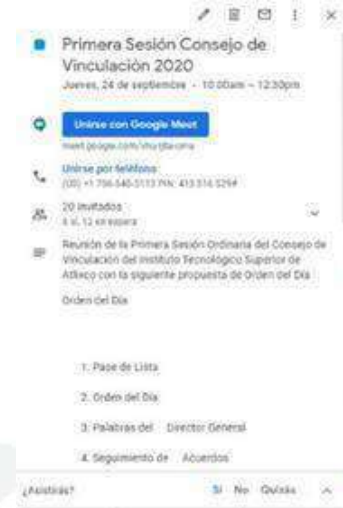 Primera Sesión Consejo de
Vinculación 2020
Jueves, 24 de septiembre - 10:00am – 12:30pm
Unirse con Google Meet
Unirse por teléfono
20 invitados
Reunión de la Primera Sesión Ordinaria del Consejo de
Vinculación del Instituto Tecnológico Superior de
Atlixco con la siguiente propuesta de Orden del Día
Orden del Día
1. Pase de Lista
2. Orden del Día
3. Palabras del Director General
4. Seguimiento de Acuerdos
¿Asistirás? Sí No Quizás